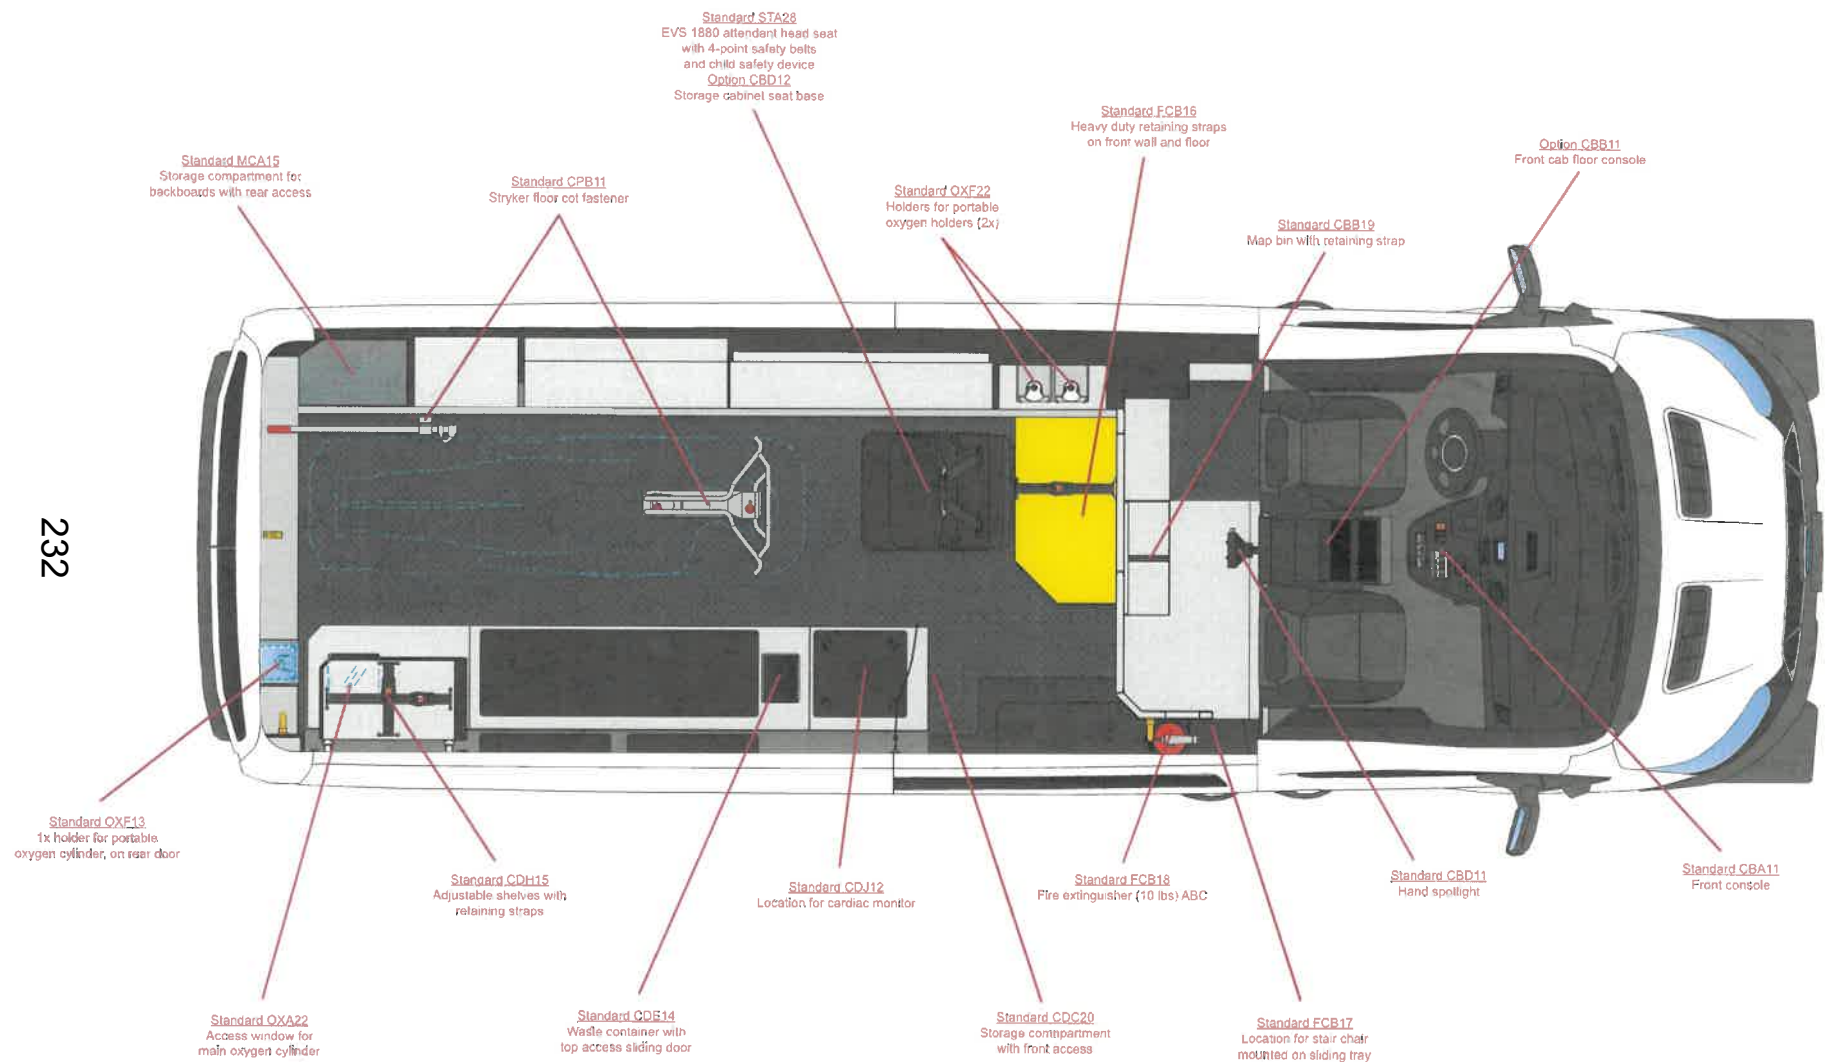 Standard STA28
EVS 1880 attendant head seat
with 4-point safety belts
and child safety device
Option CBD12
Storage cabinet seat base
Standard FCB16
Heavy duty retaining straps
on front wall and floor
Option CBB11
Front cab floor console
Standard MCA15
Storage compartment for
backboards with rear access
Standard CPB11
Stryker floor cot fastener
Standard OXF22
Holders for portable
oxygen holders (2x)
Standard CBB19
Map bin with retaining strap
232
Standard OXF13
1x holder for portable
oxygen cylinder, on rear door
Standard CDH15
Adjustable shelves with
retaining straps
Standard CDJ12
Location for cardiac monitor
Standard FCB18
Fire extinguisher (10 lbs) ABC
Standard CBD11
Hand spotlight
Standard CBA11
Front console
Standard OXA22
Access window for
main oxygen cylinder
Standard CDE14
Waste container with
top access sliding door
Standard CDC20
Storage compartment
with front access
Standard FCB17
Location for stair chair
mounted on sliding tray